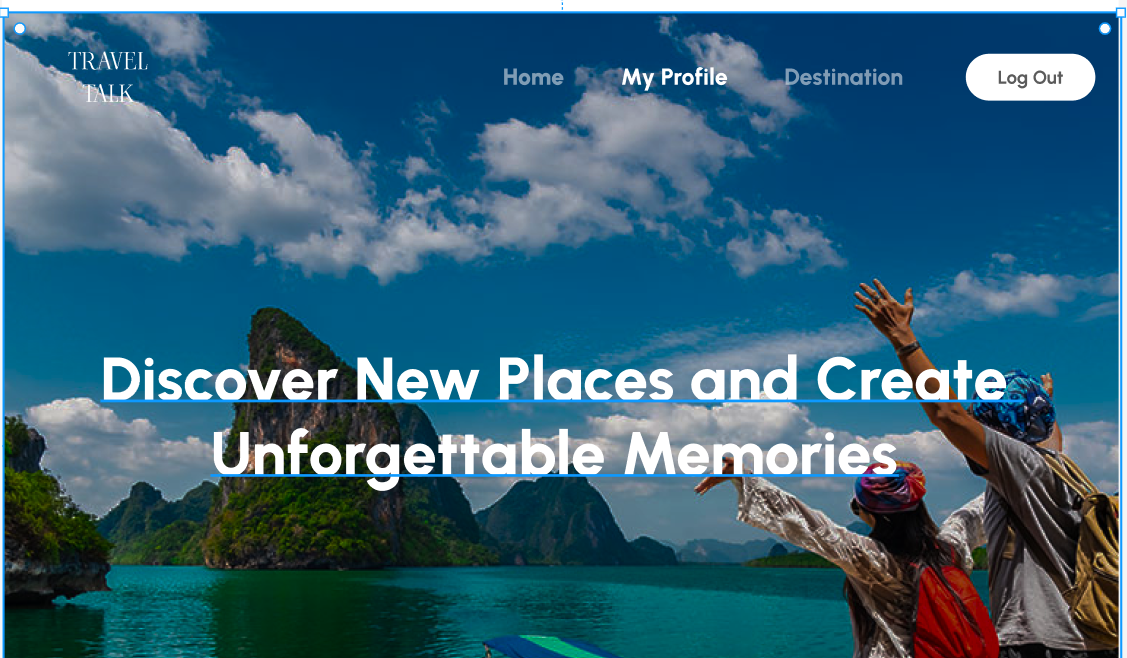 TRAVEL
TALK
Home My Profile Destination Log Out
Discover New Places and Create
Unforgettable Memories